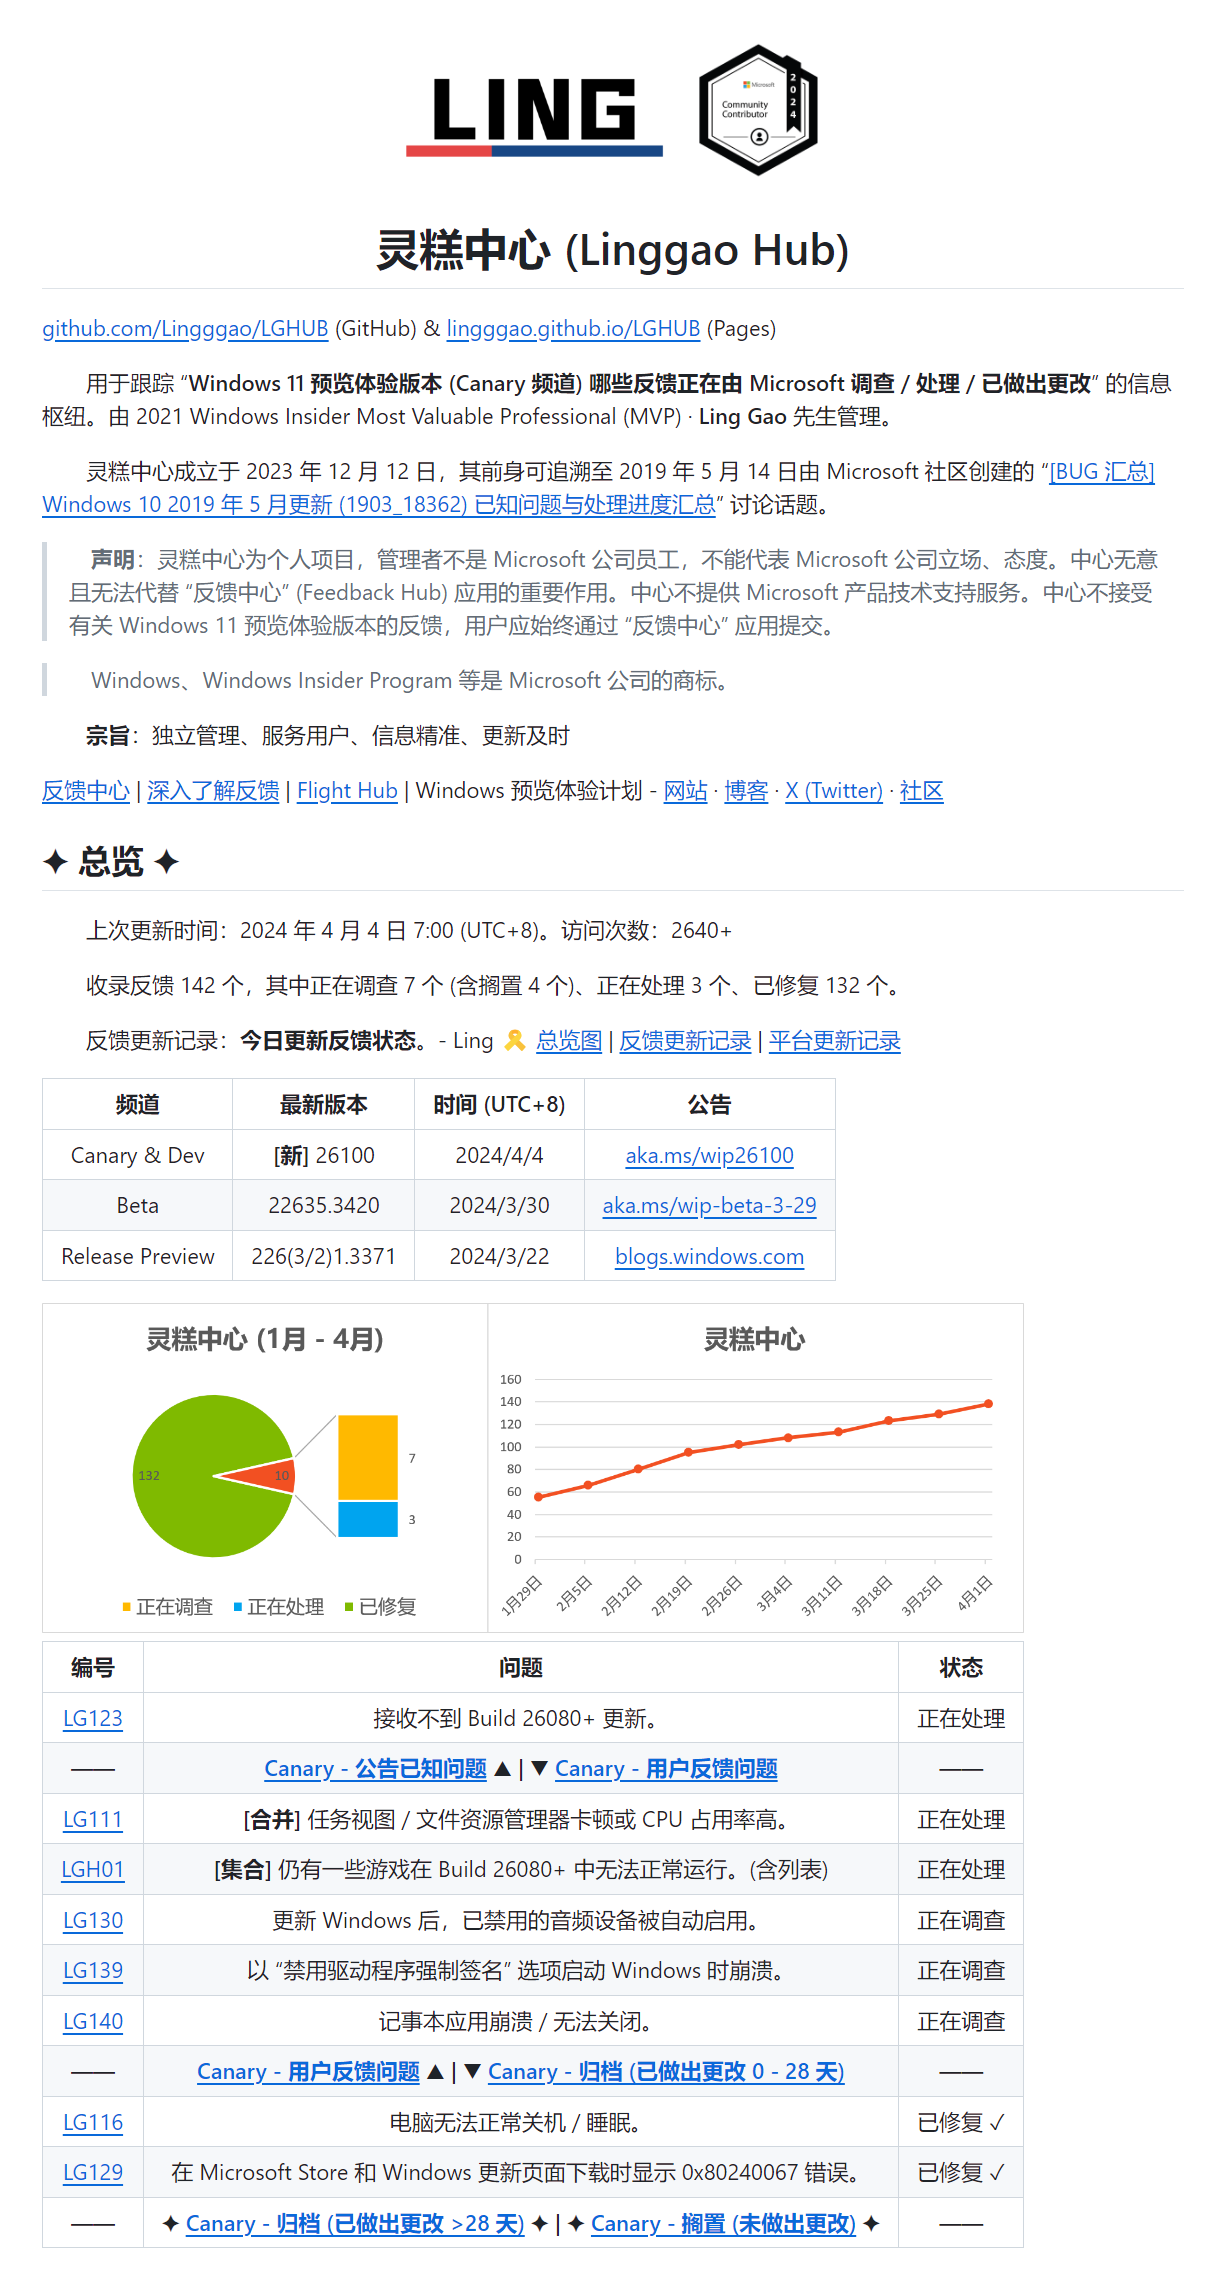 LING
Microsoft
Community
Contributor
2024
灵糕中心 (Linggao Hub)
github.com/Lingggao/LGHUB (GitHub) & lingggao.github.io/LGHUB (Pages)
用于跟踪 “Windows 11 预览体验版本 (Canary 频道) 哪些反馈正在由 Microsoft 调查 / 处理 / 已做出更改” 的信息
枢纽。由 2021 Windows Insider Most Valuable Professional (MVP) · Ling Gao 先生管理。
灵糕中心成立于 2023 年 12 月 12 日，其前身可追溯至 2019 年 5 月 14 日由 Microsoft 社区创建的 “[BUG 汇总]
Windows 10 2019 年 5 月更新 (1903_18362) 已知问题与处理进度汇总” 讨论话题。
声明：灵糕中心为个人项目，管理者不是 Microsoft 公司员工，不能代表 Microsoft 公司立场、态度。中心无意
且无法代替 “反馈中心” (Feedback Hub) 应用的重要作用。中心不提供 Microsoft 产品技术支持服务。中心不接受
有关 Windows 11 预览体验版本的反馈，用户应始终通过 “反馈中心” 应用提交。
Windows、Windows Insider Program 等是 Microsoft 公司的商标。
宗旨：独立管理、服务用户、信息精准、更新及时
反馈中心 | 深入了解反馈 | Flight Hub | Windows 预览体验计划 - 网站 · 博客 · X (Twitter) · 社区
✦ 总览 ✦
上次更新时间：2024 年 4 月 4 日 7:00 (UTC+8)。访问次数：2640+
收录反馈 142 个，其中正在调查 7 个 (含搁置 4 个)、正在处理 3 个、已修复 132 个。
反馈更新记录：今日更新反馈状态。- Ling 🎗 总览图 | 反馈更新记录 | 平台更新记录
频道 最新版本 时间 (UTC+8) 公告
Canary & Dev [新] 26100 2024/4/4 aka.ms/wip26100
Beta 22635.3420 2024/3/30 aka.ms/wip-beta-3-29
Release Preview 226(3/2)1.3371 2024/3/22 blogs.windows.com
灵糕中心 (1月 - 4月)
132 10 7
3
正在调查 正在处理 已修复
灵糕中心
160
140
120
100
80
60
40
20
0
1月29日 2月5日 2月12日 2月19日 2月26日 3月4日 3月11日 3月18日 3月25日 4月1日
编号 问题 状态
LG123 接收不到 Build 26080+ 更新。 正在处理
—— Canary - 公告已知问题 ▲ | ▼ Canary - 用户反馈问题 ——
LG111 [合并] 任务视图 / 文件资源管理器卡顿或 CPU 占用率高。 正在处理
LGH01 [集合] 仍有一些游戏在 Build 26080+ 中无法正常运行。(含列表) 正在处理
LG130 更新 Windows 后，已禁用的音频设备被自动启用。 正在调查
LG139 以 “禁用驱动程序强制签名” 选项启动 Windows 时崩溃。 正在调查
LG140 记事本应用崩溃 / 无法关闭。 正在调查
—— Canary - 用户反馈问题 ▲ | ▼ Canary - 归档 (已做出更改 0 - 28 天) ——
LG116 电脑无法正常关机 / 睡眠。 已修复 ✓
LG129 在 Microsoft Store 和 Windows 更新页面下载时显示 0x80240067 错误。 已修复 ✓
—— ✦ Canary - 归档 (已做出更改 >28 天) ✦ | ✦ Canary - 搁置 (未做出更改) ✦ ——